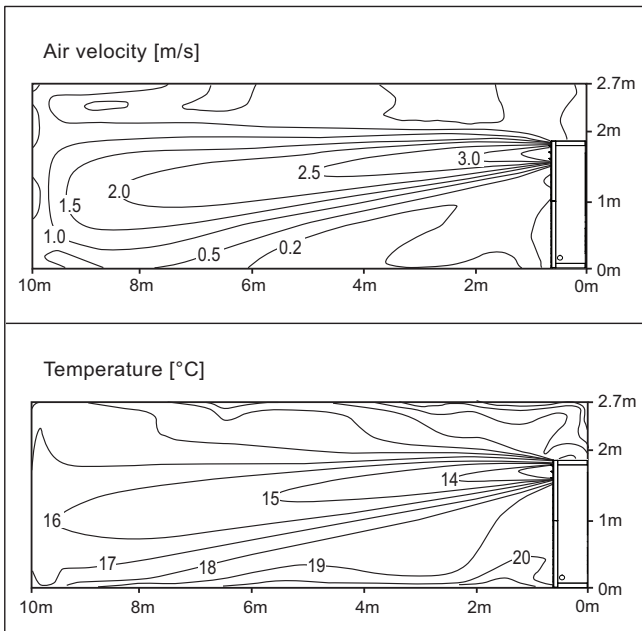 Air velocity [m/s]
2.7m
2m
3.0
2.5
2.0
1.5
1m
1.0
0.5
0.2
0m
10m 8m 6m 4m 2m 0m
Temperature [°C]
2.7m
2m
14
15
16
1m
17
18
19
20
0m
10m 8m 6m 4m 2m 0m